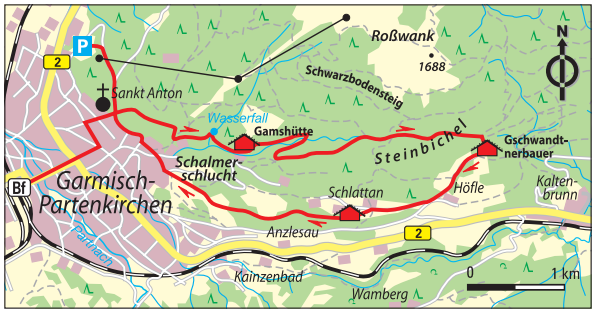 P
2
Roßwank
N
Schwarzbodensteig
1688
Sankt Anton
Wasserfall
Gamshütte
Steinbichel
Gschwandt-
nerbauer
Schalmer-
schlucht
Bf
Garmisch-
Partenkirchen
Schlattan
Höfle
Kalten-
brunn
Anzlesau
2
Partnach
Kainzenbad
Wamberg
0
1 km